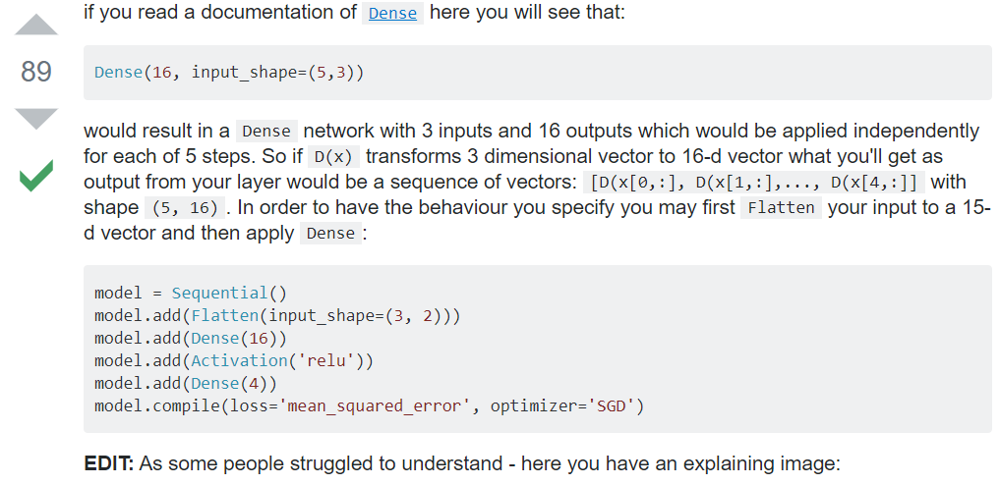 if you read a documentation of Dense here you will see that:
89
Dense(16, input_shape=(5,3))
would result in a Dense network with 3 inputs and 16 outputs which would be applied independently
for each of 5 steps. So if D(x) transforms 3 dimensional vector to 16-d vector what you'll get as
output from your layer would be a sequence of vectors: [D(x[0,:], D(x[1,:],..., D(x[4,:]] with
shape (5, 16) . In order to have the behaviour you specify you may first Flatten your input to a 15-
d vector and then apply Dense :
model = Sequential()
model.add(Flatten(input_shape=(3, 2)))
model.add(Dense(16))
model.add(Activation('relu'))
model.add(Dense(4))
model.compile(loss='mean_squared_error', optimizer='SGD')
EDIT: As some people struggled to understand - here you have an explaining image: